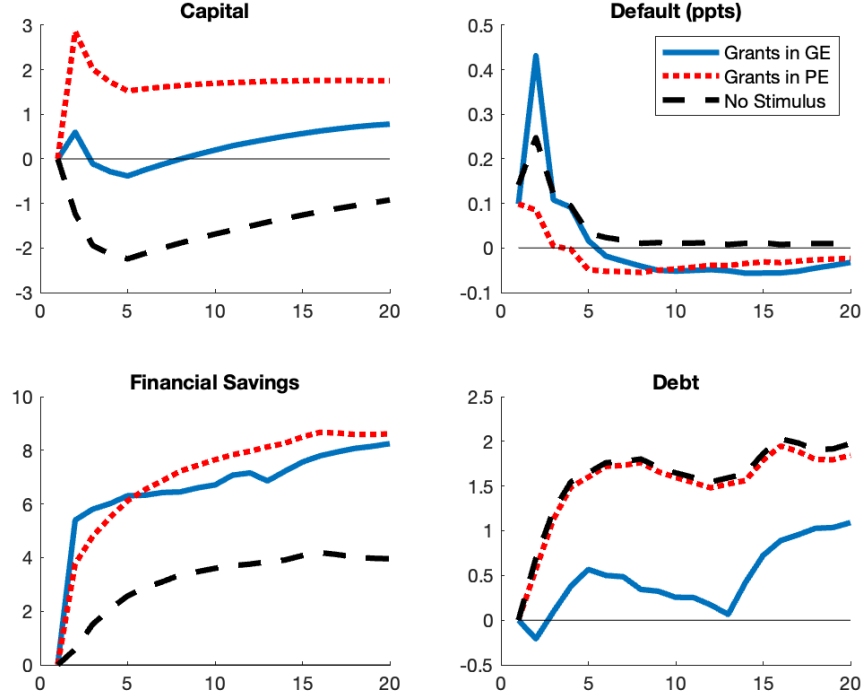 Capital
3
2
1
0
-1
-2
-3
0 5 10 15 20
Default (ppts)
0.5
0.4
0.3
0.2
0.1
0
-0.1
0 5 10 15 20
Grants in GE
Grants in PE
No Stimulus
Financial Savings
10
8
6
4
2
0
0 5 10 15 20
Debt
2.5
2
1.5
1
0.5
0
-0.5
0 5 10 15 20